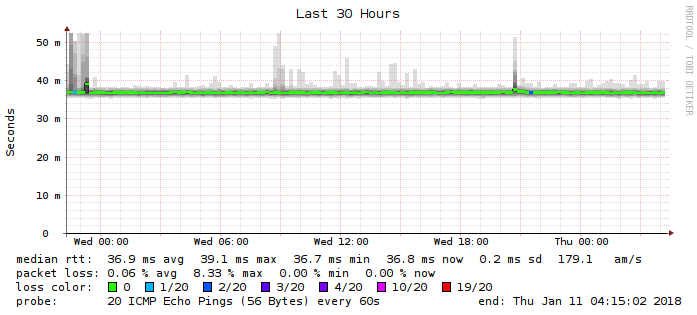 Last 30 Hours
RRDTOOL / TOBI OETIKER
Seconds
50 m
40 m
30 m
20 m
10 m
0
Wed 00:00 Wed 06:00 Wed 12:00 Wed 18:00 Thu 00:00
median rtt: 36.9 ms avg 39.1 ms max 36.7 ms min 36.8 ms now 0.2 ms sd 179.1 am/s
packet loss: 0.06 % avg 8.33 % max 0.00 % min 0.00 % now
loss color: 0 1/20 2/20 3/20 4/20 10/20 19/20
probe: 20 ICMP Echo Pings (56 Bytes) every 60s end: Thu Jan 11 04:15:02 2018